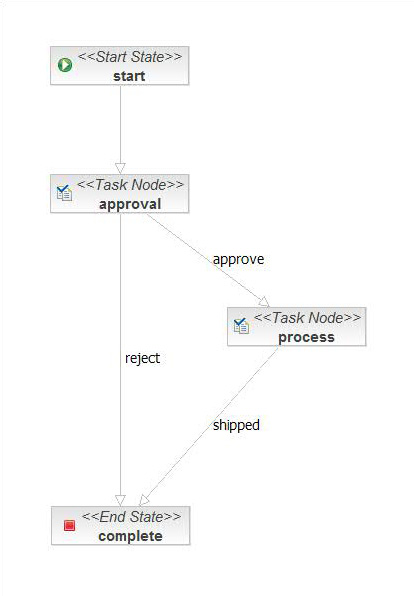 <<Start State>>
start
<<Task Node>>
approval
approve
<<Task Node>>
process
reject
shipped
<<End State>>
complete